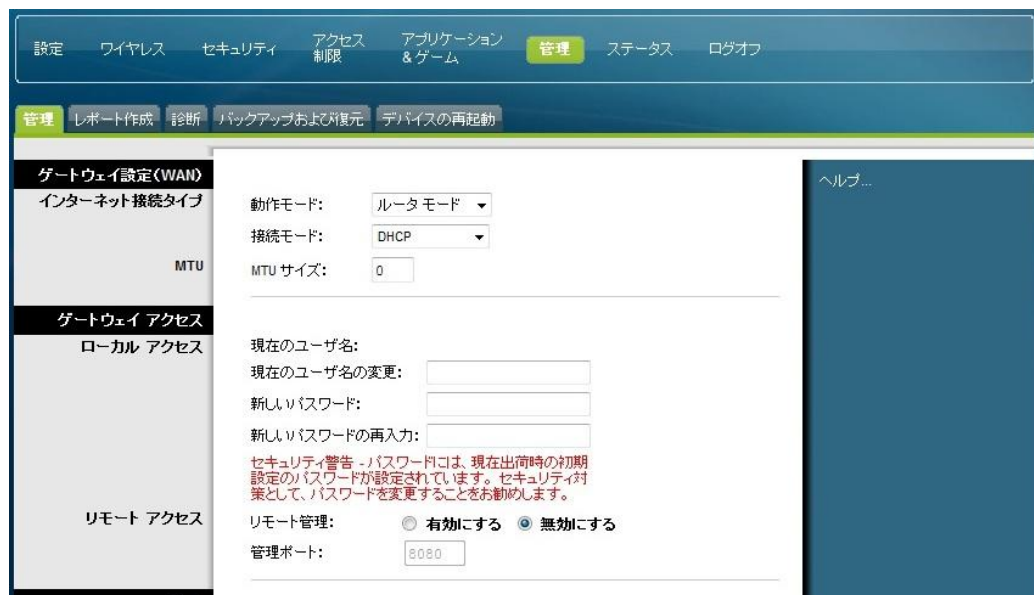 設定 ワイヤレス セキュリティ アクセス制限 アプリケーション&ゲーム 管理 ステータス ログオフ
管理 レポート作成 診断 バックアップおよび復元 デバイスの再起動
ゲートウェイ設定(WAN)
ヘルプ...
インターネット接続タイプ
動作モード: ルータ モード
接続モード: DHCP
MTU
MTU サイズ: 0
ゲートウェイ アクセス
ローカル アクセス
現在のユーザ名:
現在のユーザ名の変更:
新しいパスワード:
新しいパスワードの再入力:
セキュリティ警告 - パスワードには、現在出荷時の初期
設定のパスワードが設定されています。セキュリティ対
策として、パスワードを変更することをお勧めします。
リモート アクセス
リモート管理: 有効にする 無効にする
管理ポート: 8080